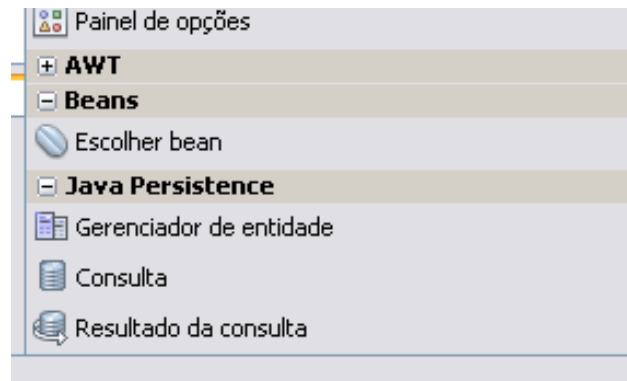 Painel de opções
AWT
Beans
Escolher bean
Java Persistence
Gerenciador de entidade
Consulta
Resultado da consulta